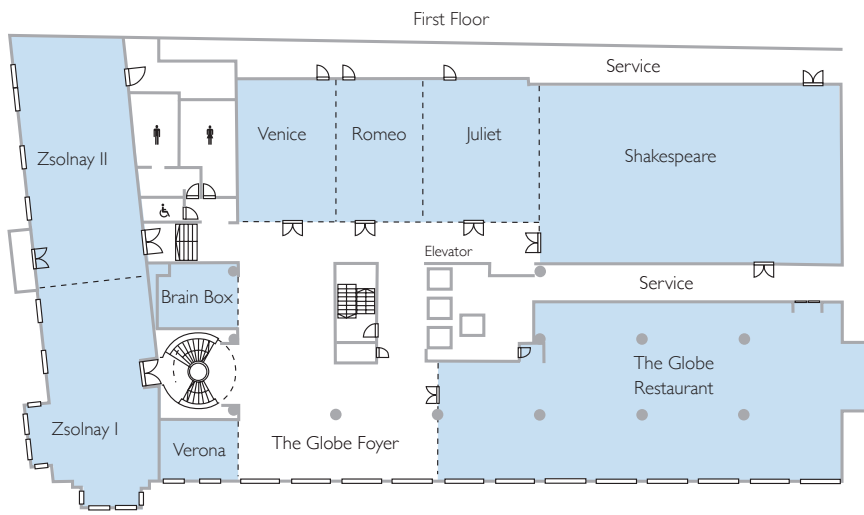 First Floor
Service
Venice
Romeo
Juliet
Shakespeare
Zsolnay II
Elevator
Service
Brain Box
The Globe
Restaurant
Zsolnay I
Verona
The Globe Foyer